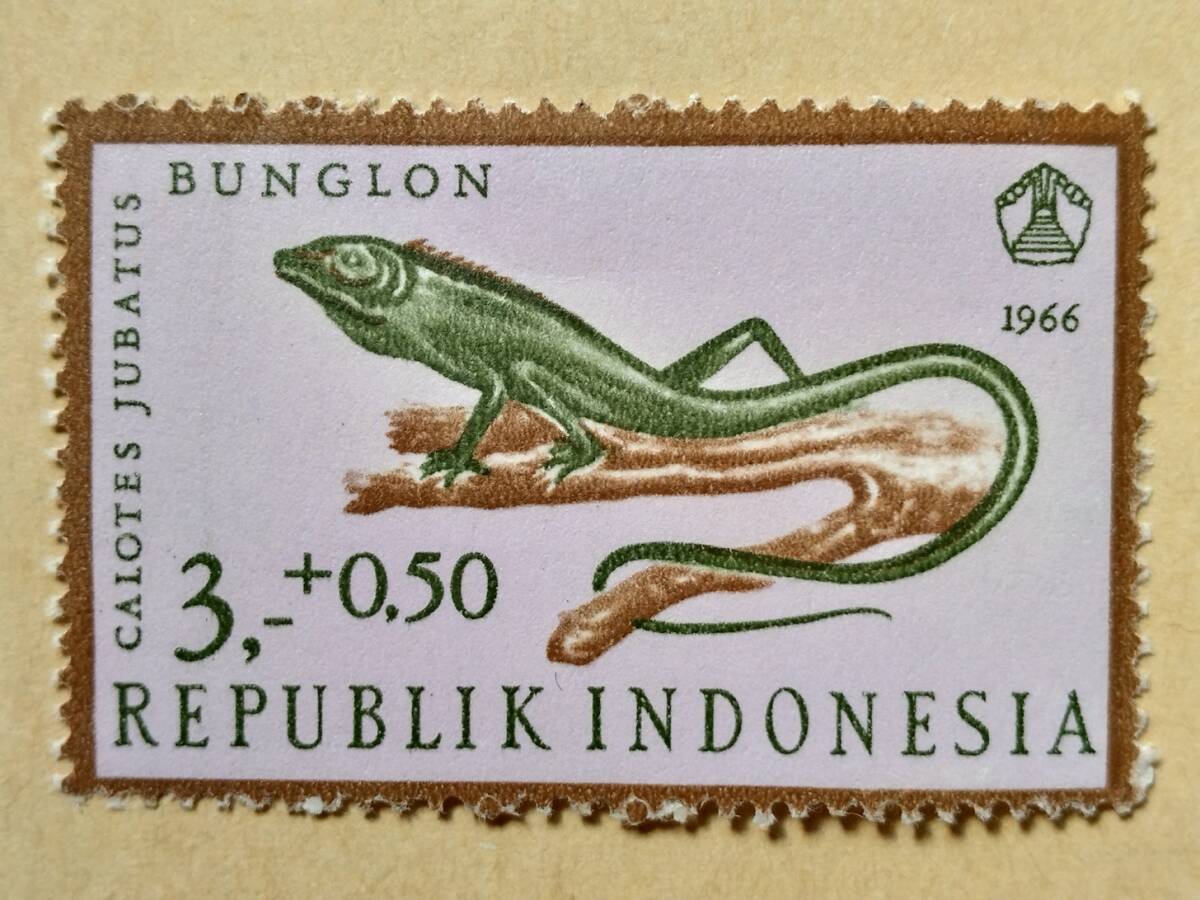 BUNGLON
CALOTES JUBATUS
1966
3,- +0,50
REPUBLIK INDONESIA